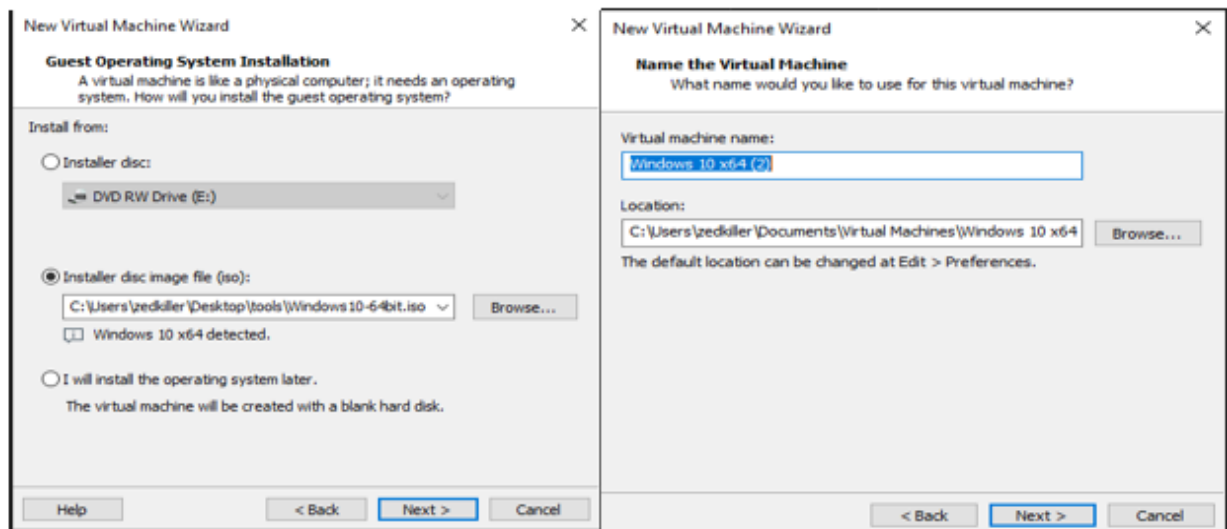 New Virtual Machine Wizard
Guest Operating System Installation
A virtual machine is like a physical computer; it needs an operating
system. How will you install the guest operating system?
Install from:
Installer disc:
DVD RW Drive (E:)
Installer disc image file (iso):
C:\Users\zedkiller\Desktop\tools\Windows10-64bit.iso
Browse...
Windows 10 x64 detected.
I will install the operating system later.
The virtual machine will be created with a blank hard disk.
Help
< Back
Next >
Cancel
New Virtual Machine Wizard
Name the Virtual Machine
What name would you like to use for this virtual machine?
Virtual machine name:
Windows 10 x64 (2)
Location:
C:\Users\zedkiller\Documents\Virtual Machines\Windows 10 x64
Browse...
The default location can be changed at Edit > Preferences.
< Back
Next >
Cancel